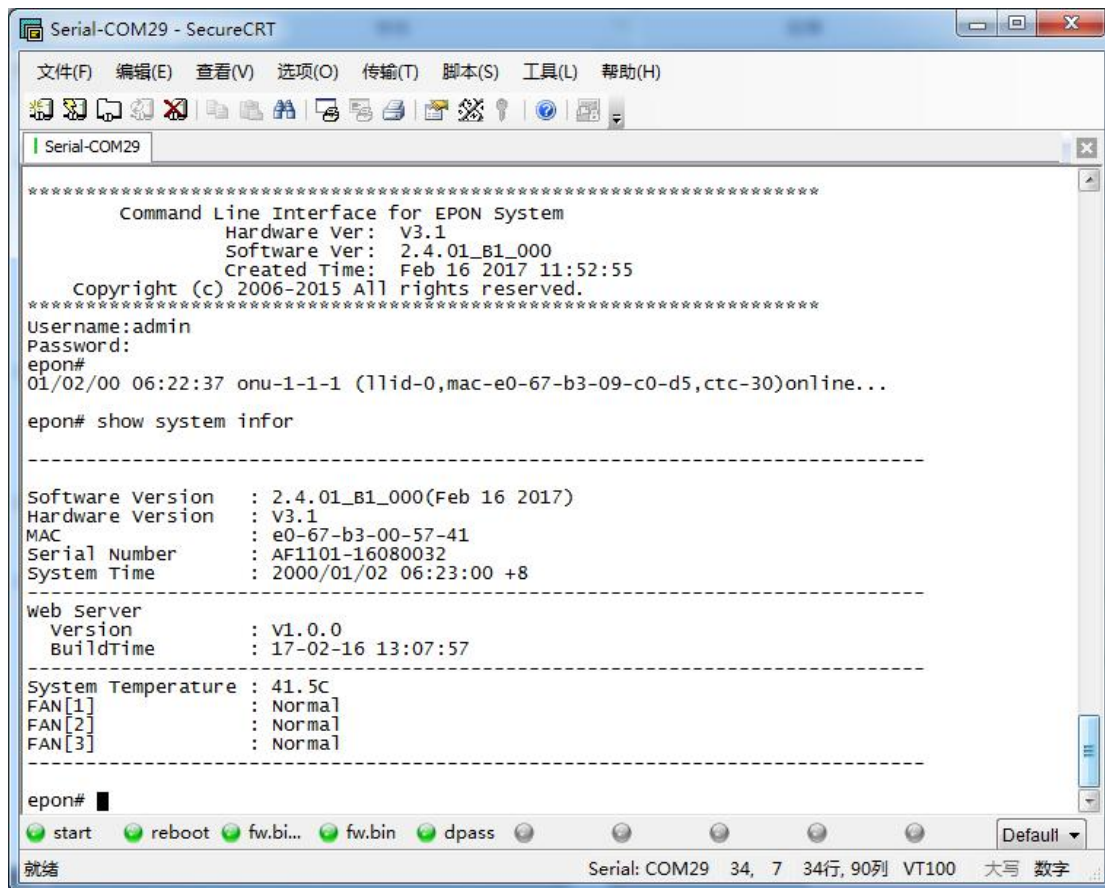 Serial-COM29 - SecureCRT
文件(F) 编辑(E) 查看(V) 选项(O) 传输(T) 脚本(S) 工具(L) 帮助(H)
Serial-COM29
********************************************************************
Command Line Interface for EPON System
Hardware Ver: V3.1
Software Ver: 2.4.01_B1_000
Created Time: Feb 16 2017 11:52:55
Copyright (c) 2006-2015 All rights reserved.
********************************************************************
Username:admin
Password:
epon#
01/02/00 06:22:37 onu-1-1-1 (llid-0,mac-e0-67-b3-09-c0-d5,ctc-30)online...
epon# show system infor
-----------------------------------------------------------------------------
Software Version : 2.4.01_B1_000(Feb 16 2017)
Hardware Version : V3.1
MAC : e0-67-b3-00-57-41
Serial Number : AF1101-16080032
System Time : 2000/01/02 06:23:00 +8
-----------------------------------------------------------------------------
Web Server
Version : V1.0.0
BuildTime : 17-02-16 13:07:57
-----------------------------------------------------------------------------
System Temperature : 41.5C
FAN[1] : Normal
FAN[2] : Normal
FAN[3] : Normal
-----------------------------------------------------------------------------
epon#
start reboot fw.bi... fw.bin dpass Default
就绪 Serial: COM29 34, 7 34行, 90列 VT100 大写 数字